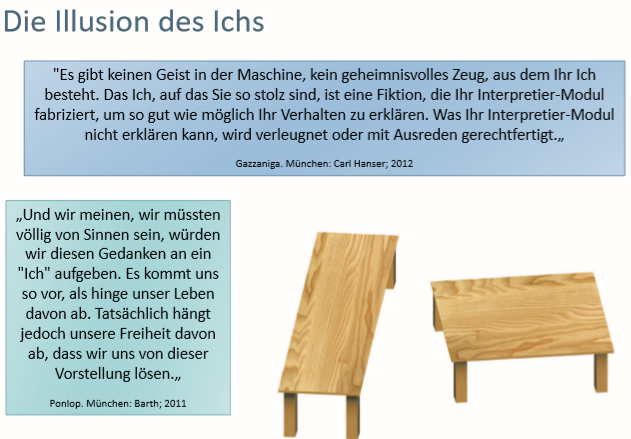 Die Illusion des Ichs
"Es gibt keinen Geist in der Maschine, kein geheimnisvolles Zeug, aus dem Ihr Ich
besteht. Das Ich, auf das Sie so stolz sind, ist eine Fiktion, die Ihr Interpretier-Modul
fabriziert, um so gut wie möglich Ihr Verhalten zu erklären. Was Ihr Interpretier-Modul
nicht erklären kann, wird verleugnet oder mit Ausreden gerechtfertigt.„
Gazzaniga. München: Carl Hanser; 2012
„Und wir meinen, wir müssten
völlig von Sinnen sein, würden
wir diesen Gedanken an ein
"Ich" aufgeben. Es kommt uns
so vor, als hinge unser Leben
davon ab. Tatsächlich hängt
jedoch unsere Freiheit davon
ab, dass wir uns von dieser
Vorstellung lösen.„
Ponlop. München: Barth; 2011